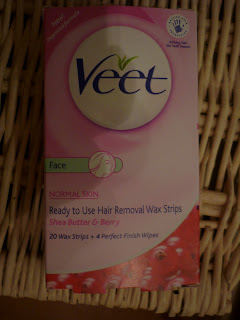 Veet
Face
NORMAL SKIN
Ready to Use Hair Removal Wax Strips
Shea Butter & Berry
20 Wax Strips + 4 Perfect Finish Wipes